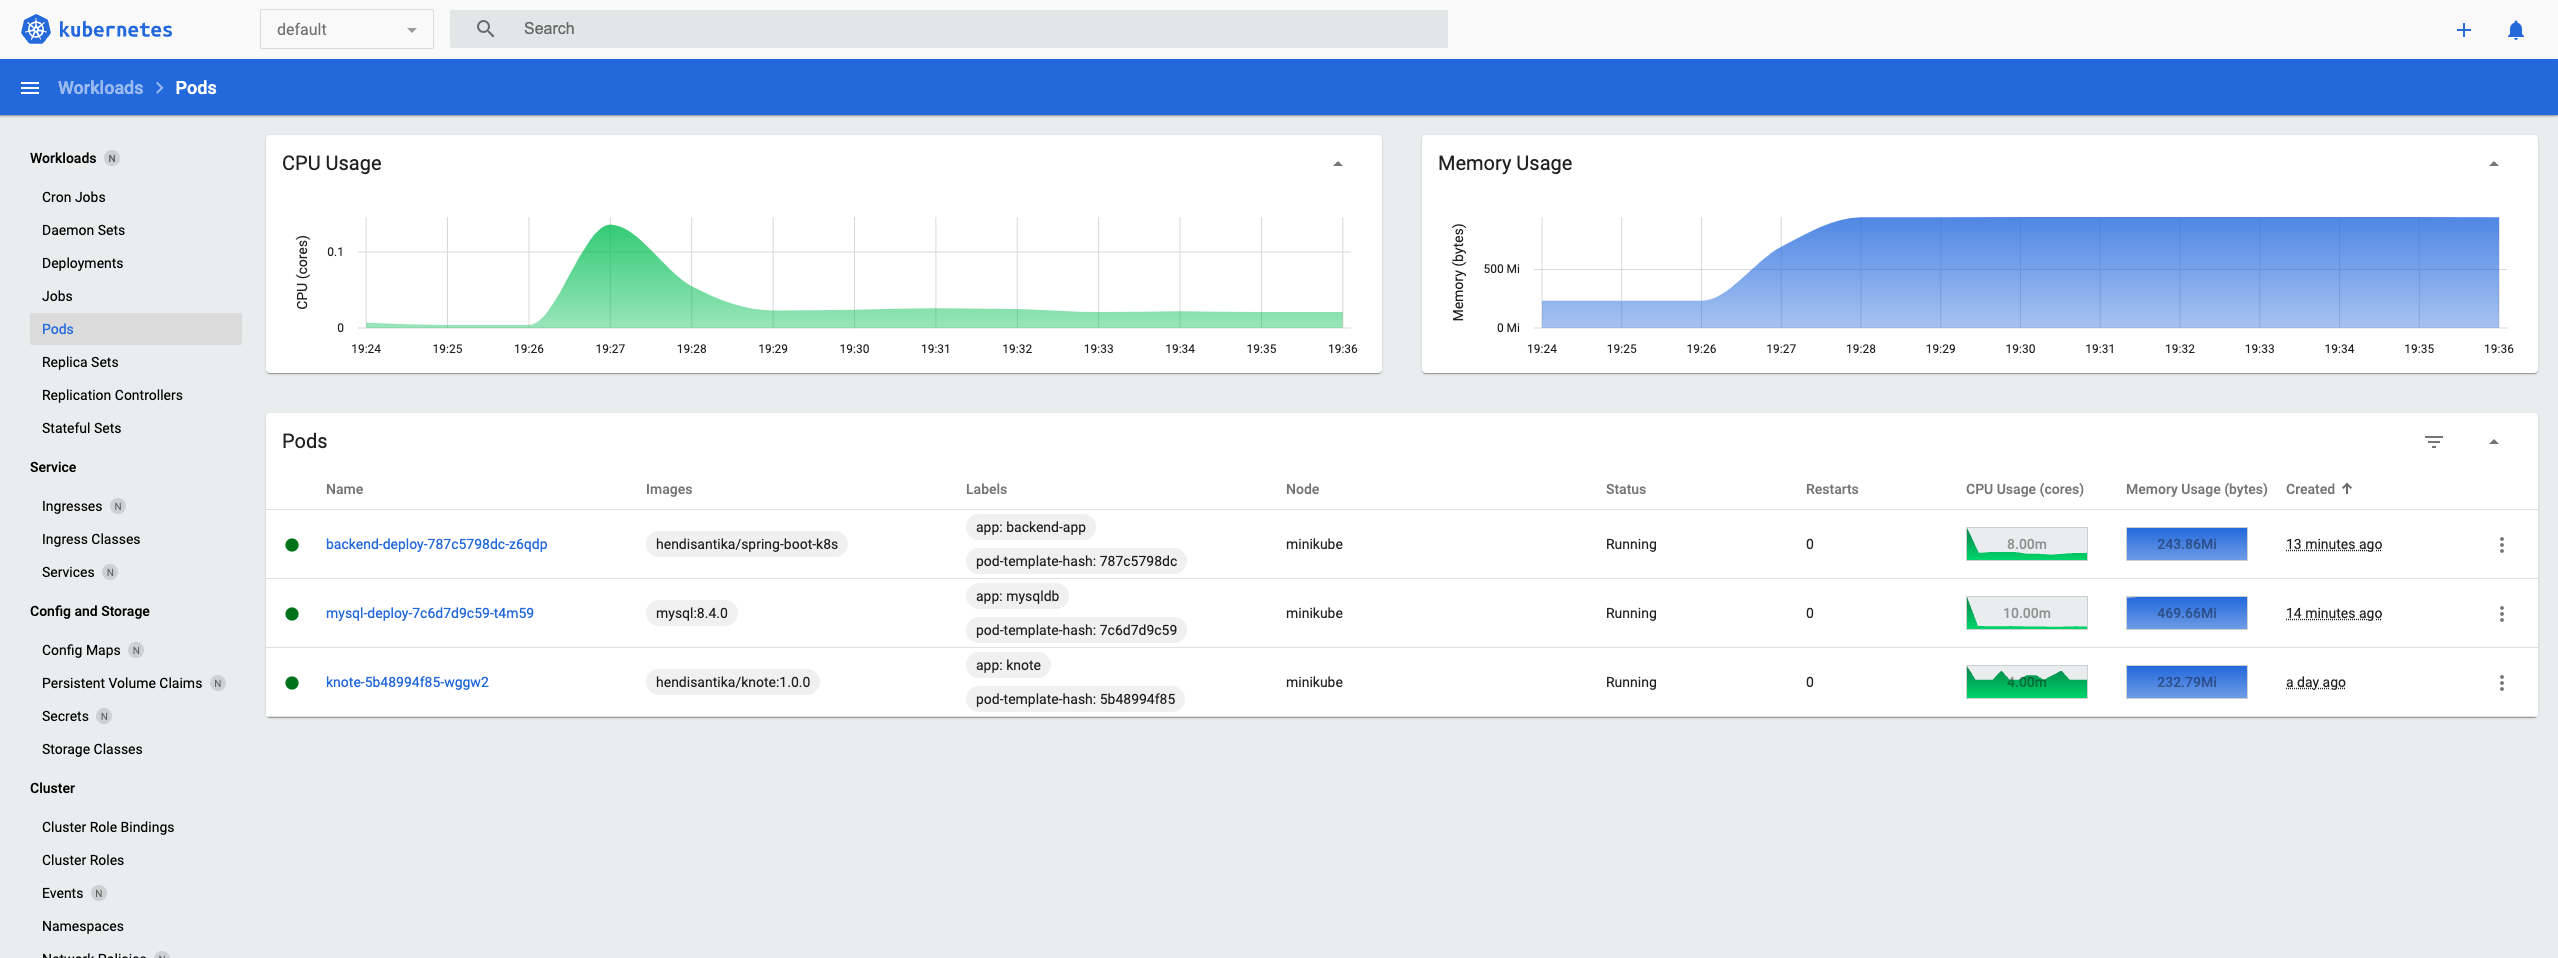 kubernetes
default
Search
Workloads
Pods
Workloads N
Cron Jobs
Daemon Sets
Deployments
Jobs
Pods
Replica Sets
Replication Controllers
Stateful Sets
Service
Ingresses N
Ingress Classes
Services N
Config and Storage
Config Maps N
Persistent Volume Claims N
Secrets N
Storage Classes
Cluster
Cluster Role Bindings
Cluster Roles
Events N
Namespaces
Network Policies N
CPU Usage
CPU (cores)
0.1
0
19:24 19:25 19:26 19:27 19:28 19:29 19:30 19:31 19:32 19:33 19:34 19:35 19:36
Memory Usage
Memory (bytes)
500 Mi
0 Mi
19:24 19:25 19:26 19:27 19:28 19:29 19:30 19:31 19:32 19:33 19:34 19:35 19:36
Pods
Name Images Labels Node Status Restarts CPU Usage (cores) Memory Usage (bytes) Created
app: backend-app
backend-deploy-787c5798dc-z6qdp hendisantika/spring-boot-k8s minikube Running 0 8.00m 243.86Mi 13 minutes ago
pod-template-hash: 787c5798dc
app: mysqldb
mysql-deploy-7c6d7d9c59-t4m59 mysql:8.4.0 minikube Running 0 10.00m 469.66Mi 14 minutes ago
pod-template-hash: 7c6d7d9c59
app: knote
knote-5b48994f85-wggw2 hendisantika/knote:1.0.0 minikube Running 0 4.00m 232.79Mi a day ago
pod-template-hash: 5b48994f85